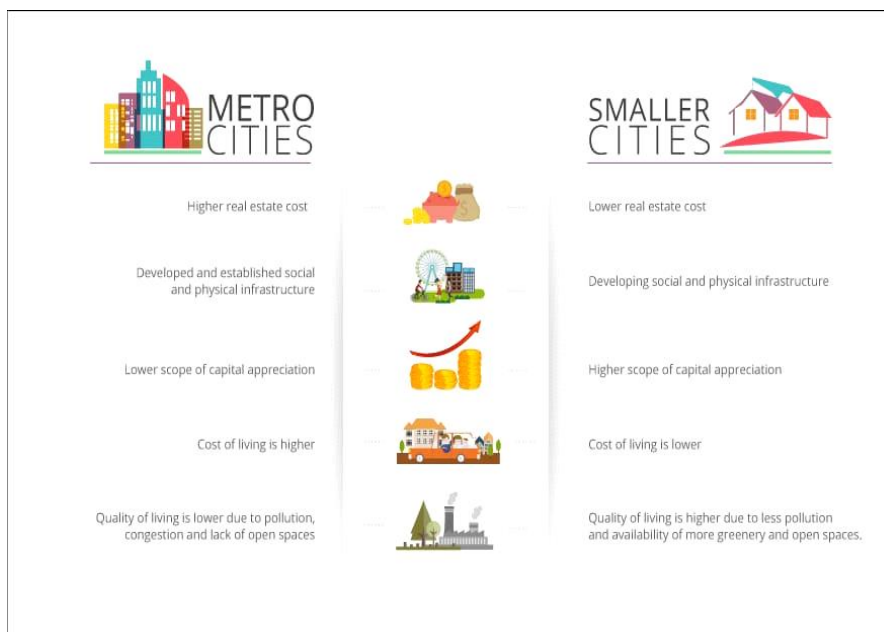 METRO
CITIES
SMALLER
CITIES
Higher real estate cost
Lower real estate cost
Developed and established social
and physical infrastructure
Developing social and physical infrastructure
Lower scope of capital appreciation
Higher scope of capital appreciation
Cost of living is higher
Cost of living is lower
Quality of living is lower due to pollution,
congestion and lack of open spaces
Quality of living is higher due to less pollution
and availability of more greenery and open spaces.